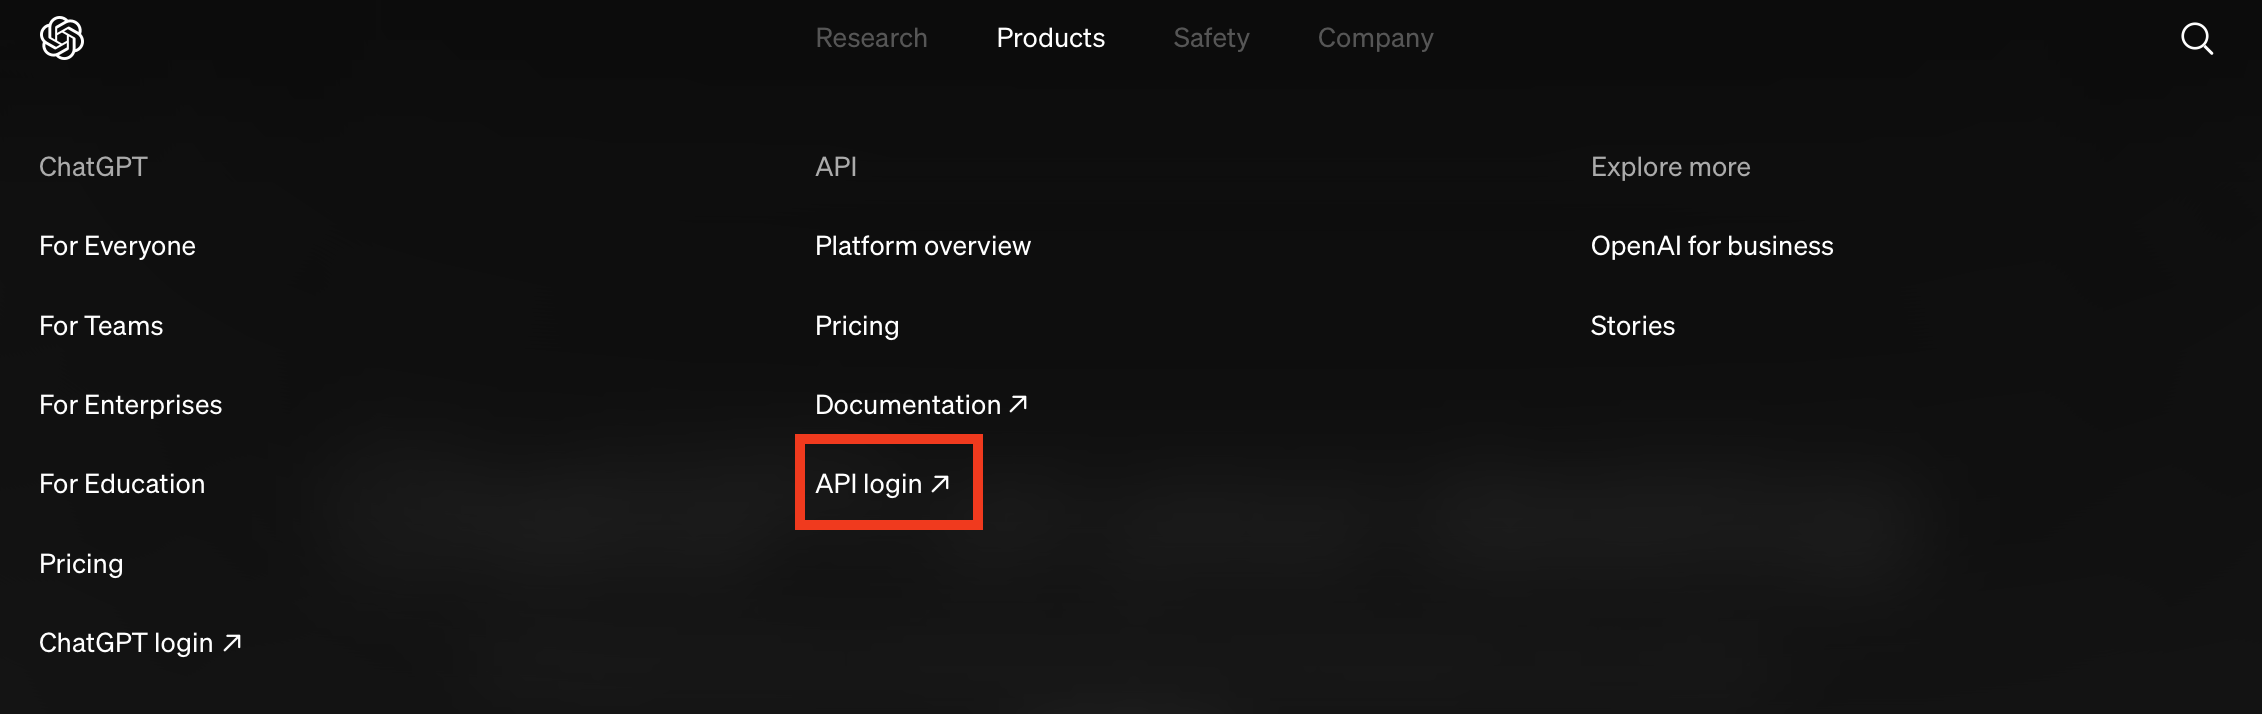 Research
Products
Safety
Company
ChatGPT
For Everyone
For Teams
For Enterprises
For Education
Pricing
ChatGPT login ↗
API
Platform overview
Pricing
Documentation ↗
API login ↗
Explore more
OpenAI for business
Stories